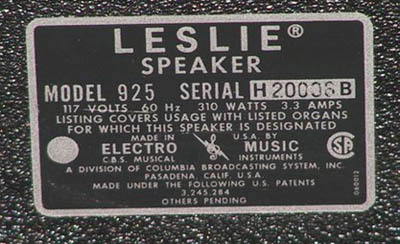 LESLIE®
SPEAKER
MODEL 925 SERIAL H 20006 B
117 VOLTS 60 Hz 310 WATTS 3.3 AMPS
LISTING COVERS USAGE WITH LISTED ORGANS
FOR WHICH THIS SPEAKER IS DESIGNATED
MADE IN U.S.A. BY
ELECTRO MUSIC
C.B.S. MUSICAL INSTRUMENTS
A DIVISION OF COLUMBIA BROADCASTING SYSTEM, INC.
PASADENA, CALIF. U.S.A.
MADE UNDER THE FOLLOWING U.S. PATENTS
3,245,284
OTHERS PENDING
060012